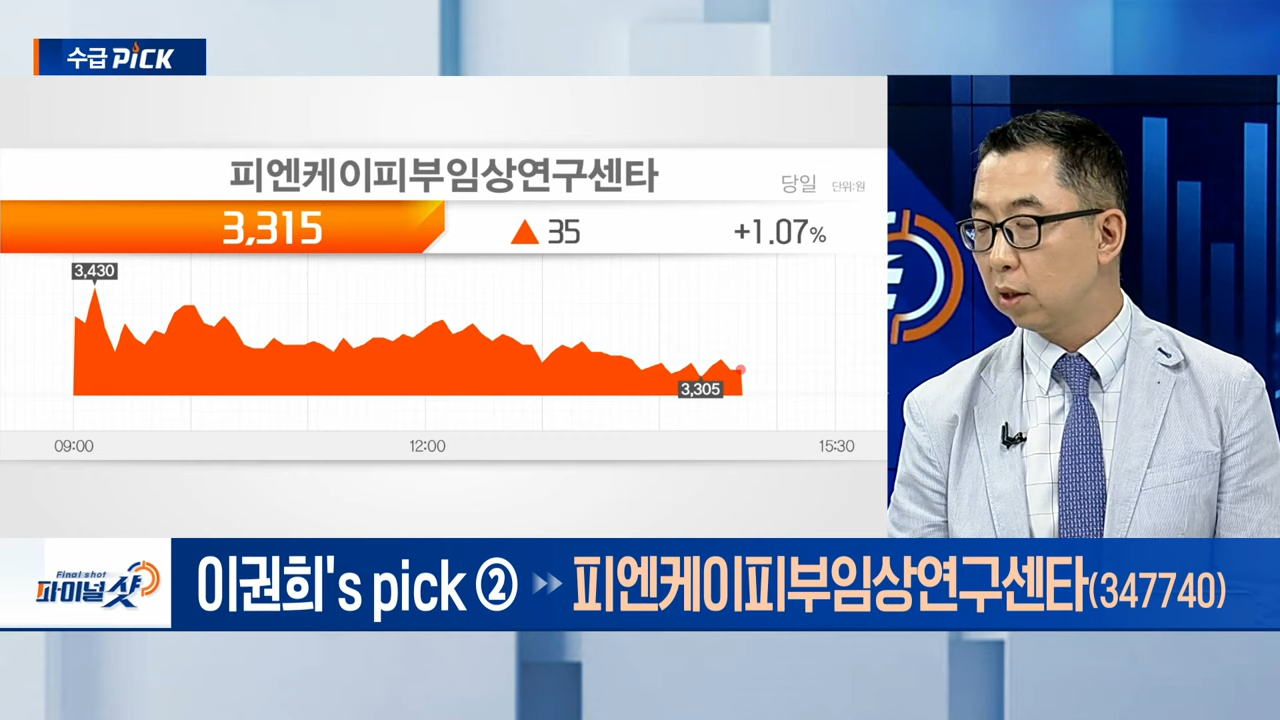 수급 PICK
피엔케이피부임상연구센타
당일 단위:원
3,315 ▲ 35 +1.07%
3,430
3,305
09:00 12:00 15:30
Final shot
파이널샷
이권희's pick ② 피엔케이피부임상연구센타(347740)